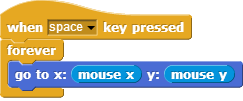 when space key pressed
forever
go to x: mouse x y: mouse y